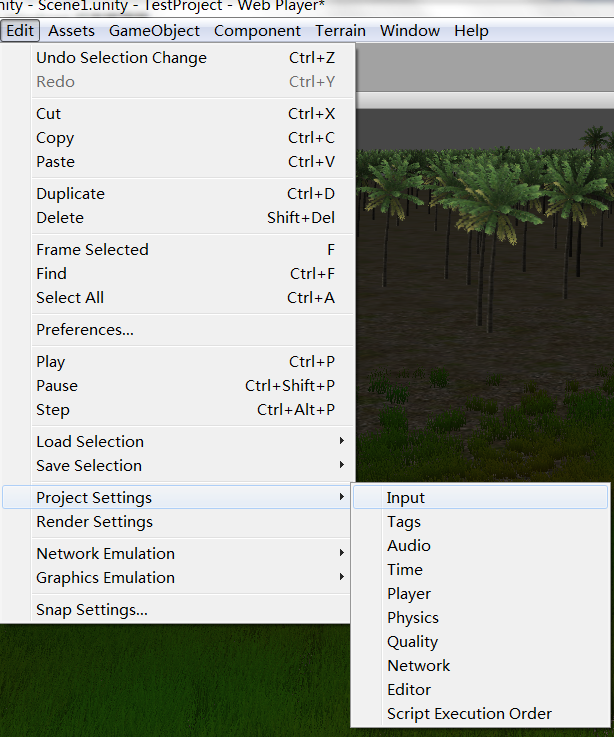 nity - Scene1.unity - TestProject - Web Player*
Edit Assets GameObject Component Terrain Window Help
Undo Selection Change Ctrl+Z
Redo Ctrl+Y
Cut Ctrl+X
Copy Ctrl+C
Paste Ctrl+V
Duplicate Ctrl+D
Delete Shift+Del
Frame Selected F
Find Ctrl+F
Select All Ctrl+A
Preferences...
Play Ctrl+P
Pause Ctrl+Shift+P
Step Ctrl+Alt+P
Load Selection
Save Selection
Project Settings
Render Settings
Network Emulation
Graphics Emulation
Snap Settings...
Input
Tags
Audio
Time
Player
Physics
Quality
Network
Editor
Script Execution Order